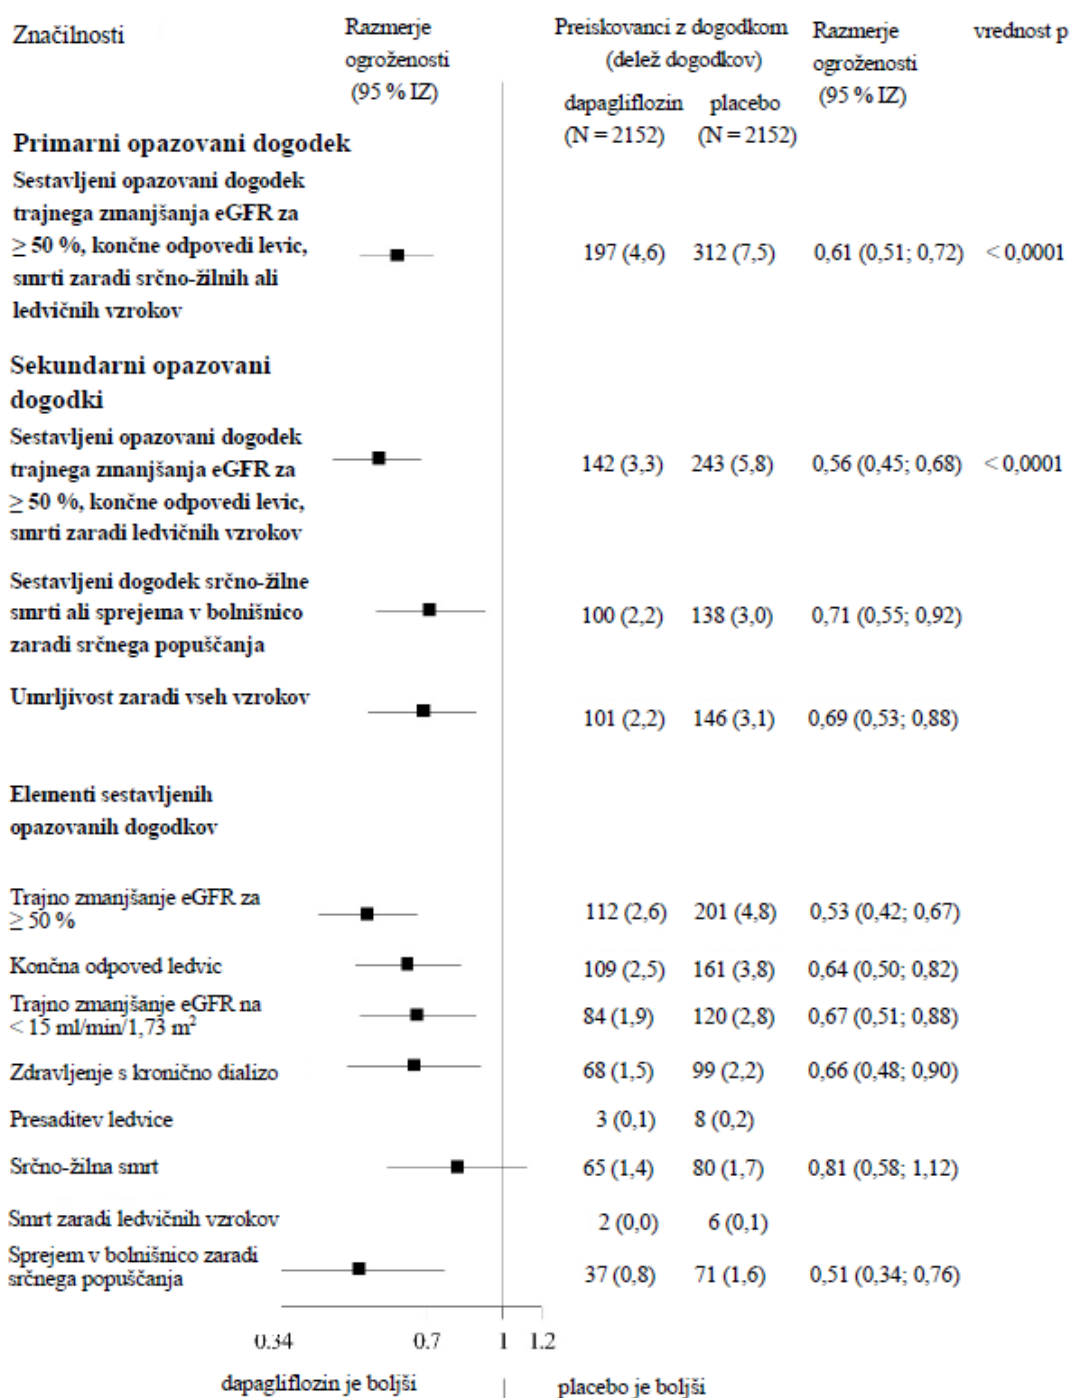 Značilnosti
Razmerje
ogroženosti
(95 % IZ)
Preiskovanci z dogodkom
(delež dogodkov)
Razmerje
ogroženosti
(95 % IZ)
vrednost p
dapagliflozin
(N = 2152)
placebo
(N = 2152)
Primarni opazovani dogodek
Sestavljeni opazovani dogodek
trajnega zmanjšanja eGFR za
≥ 50 %, končne odpovedi levic,
smrti zaradi srčno-žilnih ali
ledvičnih vzrokov
197 (4,6) 312 (7,5) 0,61 (0,51; 0,72) < 0,0001
Sekundarni opazovani
dogodki
Sestavljeni opazovani dogodek
trajnega zmanjšanja eGFR za
≥ 50 %, končne odpovedi levic,
smrti zaradi ledvičnih vzrokov
142 (3,3) 243 (5,8) 0,56 (0,45; 0,68) < 0,0001
Sestavljeni dogodek srčno-žilne
smrti ali sprejema v bolnišnico
zaradi srčnega popuščanja
100 (2,2) 138 (3,0) 0,71 (0,55; 0,92)
Umrljivost zaradi vseh vzrokov
101 (2,2) 146 (3,1) 0,69 (0,53; 0,88)
Elementi sestavljenih
opazovanih dogodkov
Trajno zmanjšanje eGFR za
≥ 50 %
112 (2,6) 201 (4,8) 0,53 (0,42; 0,67)
Končna odpoved ledvic
109 (2,5) 161 (3,8) 0,64 (0,50; 0,82)
Trajno zmanjšanje eGFR na
< 15 ml/min/1,73 m²
84 (1,9) 120 (2,8) 0,67 (0,51; 0,88)
Zdravljenje s kronično dializo
68 (1,5) 99 (2,2) 0,66 (0,48; 0,90)
Presaditev ledvice
3 (0,1) 8 (0,2)
Srčno-žilna smrt
65 (1,4) 80 (1,7) 0,81 (0,58; 1,12)
Smrt zaradi ledvičnih vzrokov
2 (0,0) 6 (0,1)
Sprejem v bolnišnico zaradi
srčnega popuščanja
37 (0,8) 71 (1,6) 0,51 (0,34; 0,76)
0.34 0.7 1 1.2
dapagliflozin je boljši
placebo je boljši